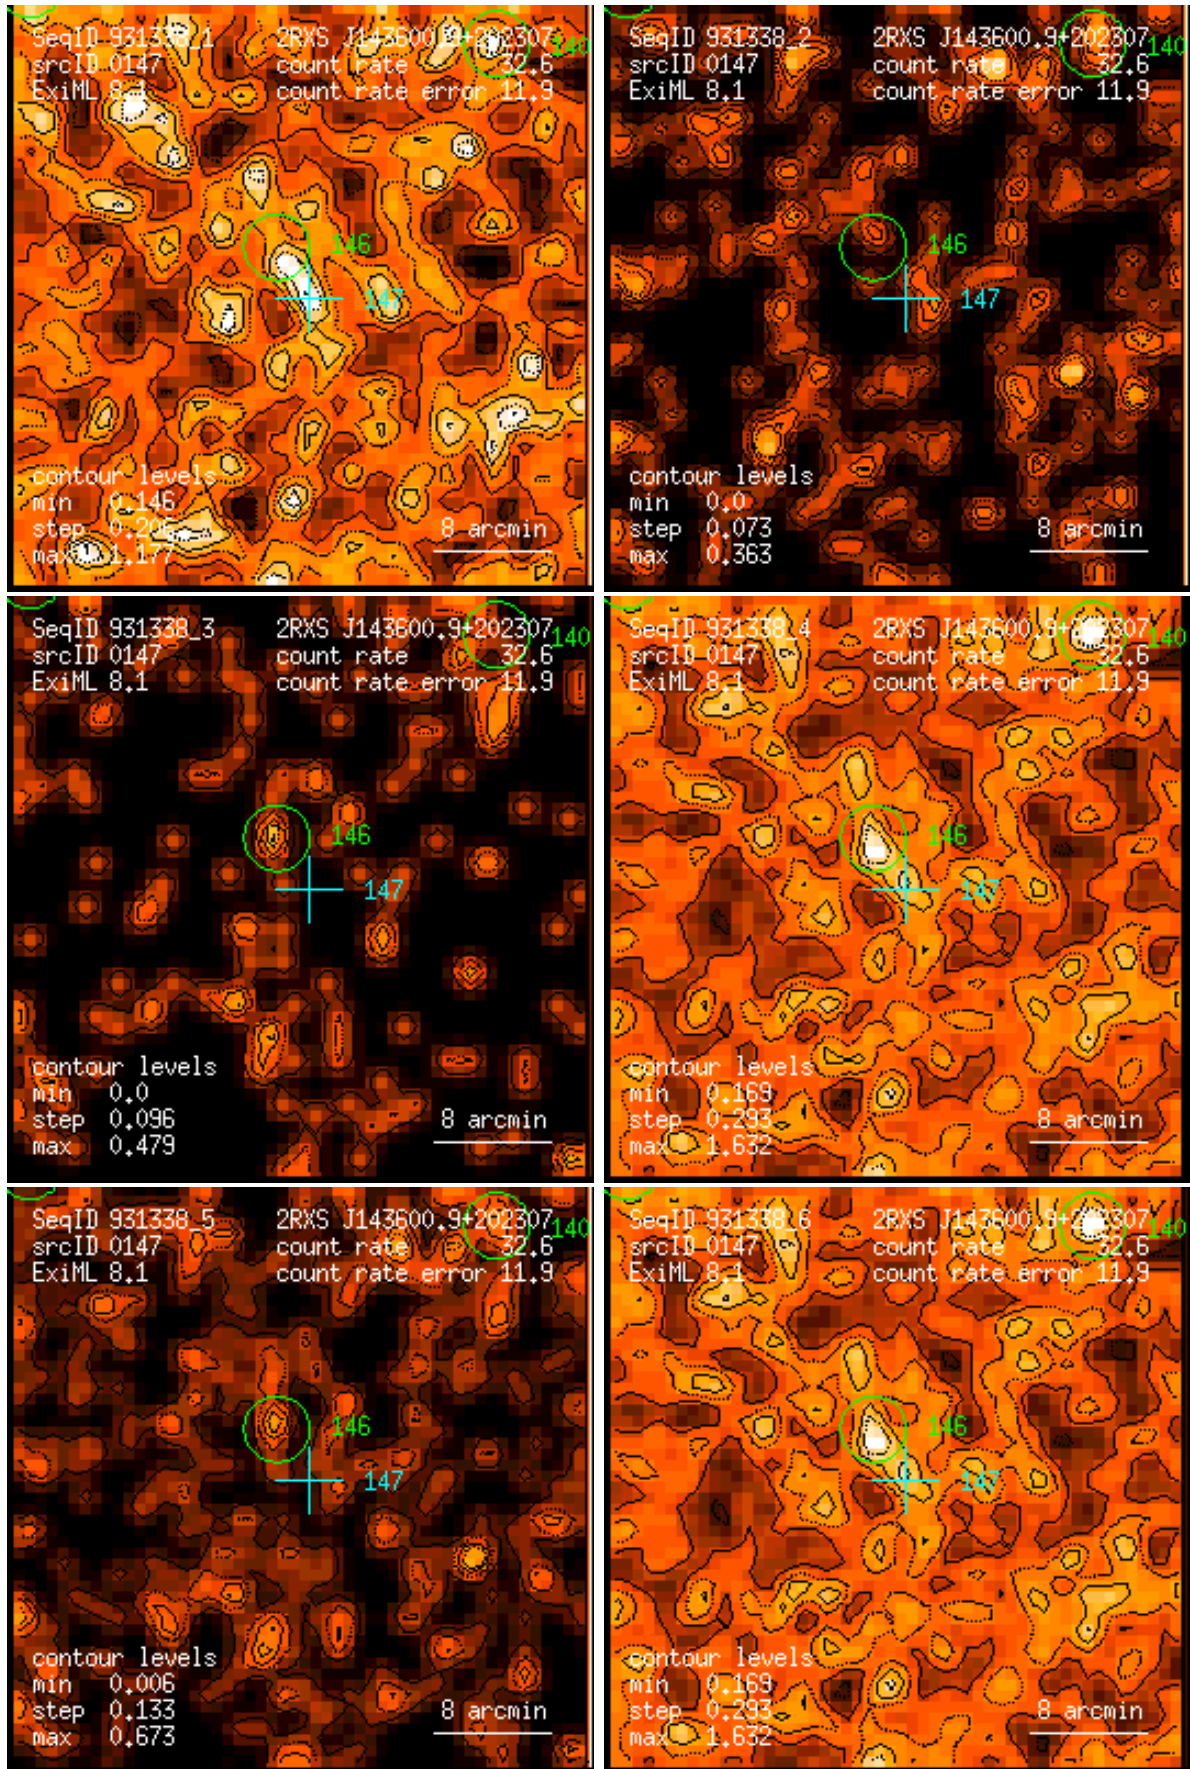 SeqID 931338_1 2RXS J143600.9+202307
140
srcID 0147 count rate 32.6
ExiML 8.1 count rate error 11.9
146
147
contour levels
min 0.146
step 0.206 8 arcmin
max 1.177
SeqID 931338_2 2RXS J143600.9+202307
140
srcID 0147 count rate 32.6
ExiML 8.1 count rate error 11.9
146
147
contour levels
min 0.0
step 0.073 8 arcmin
max 0.363
SeqID 931338_3 2RXS J143600.9+202307
140
srcID 0147 count rate 32.6
ExiML 8.1 count rate error 11.9
146
147
contour levels
min 0.0
step 0.096 8 arcmin
max 0.479
SeqID 931338_4 2RXS J143600.9+202307
140
srcID 0147 count rate 32.6
ExiML 8.1 count rate error 11.9
146
147
contour levels
min 0.169
step 0.293 8 arcmin
max 1.632
SeqID 931338_5 2RXS J143600.9+202307
140
srcID 0147 count rate 32.6
ExiML 8.1 count rate error 11.9
146
147
contour levels
min 0.006
step 0.133 8 arcmin
max 0.673
SeqID 931338_6 2RXS J143600.9+202307
140
srcID 0147 count rate 32.6
ExiML 8.1 count rate error 11.9
146
147
contour levels
min 0.169
step 0.293 8 arcmin
max 1.632